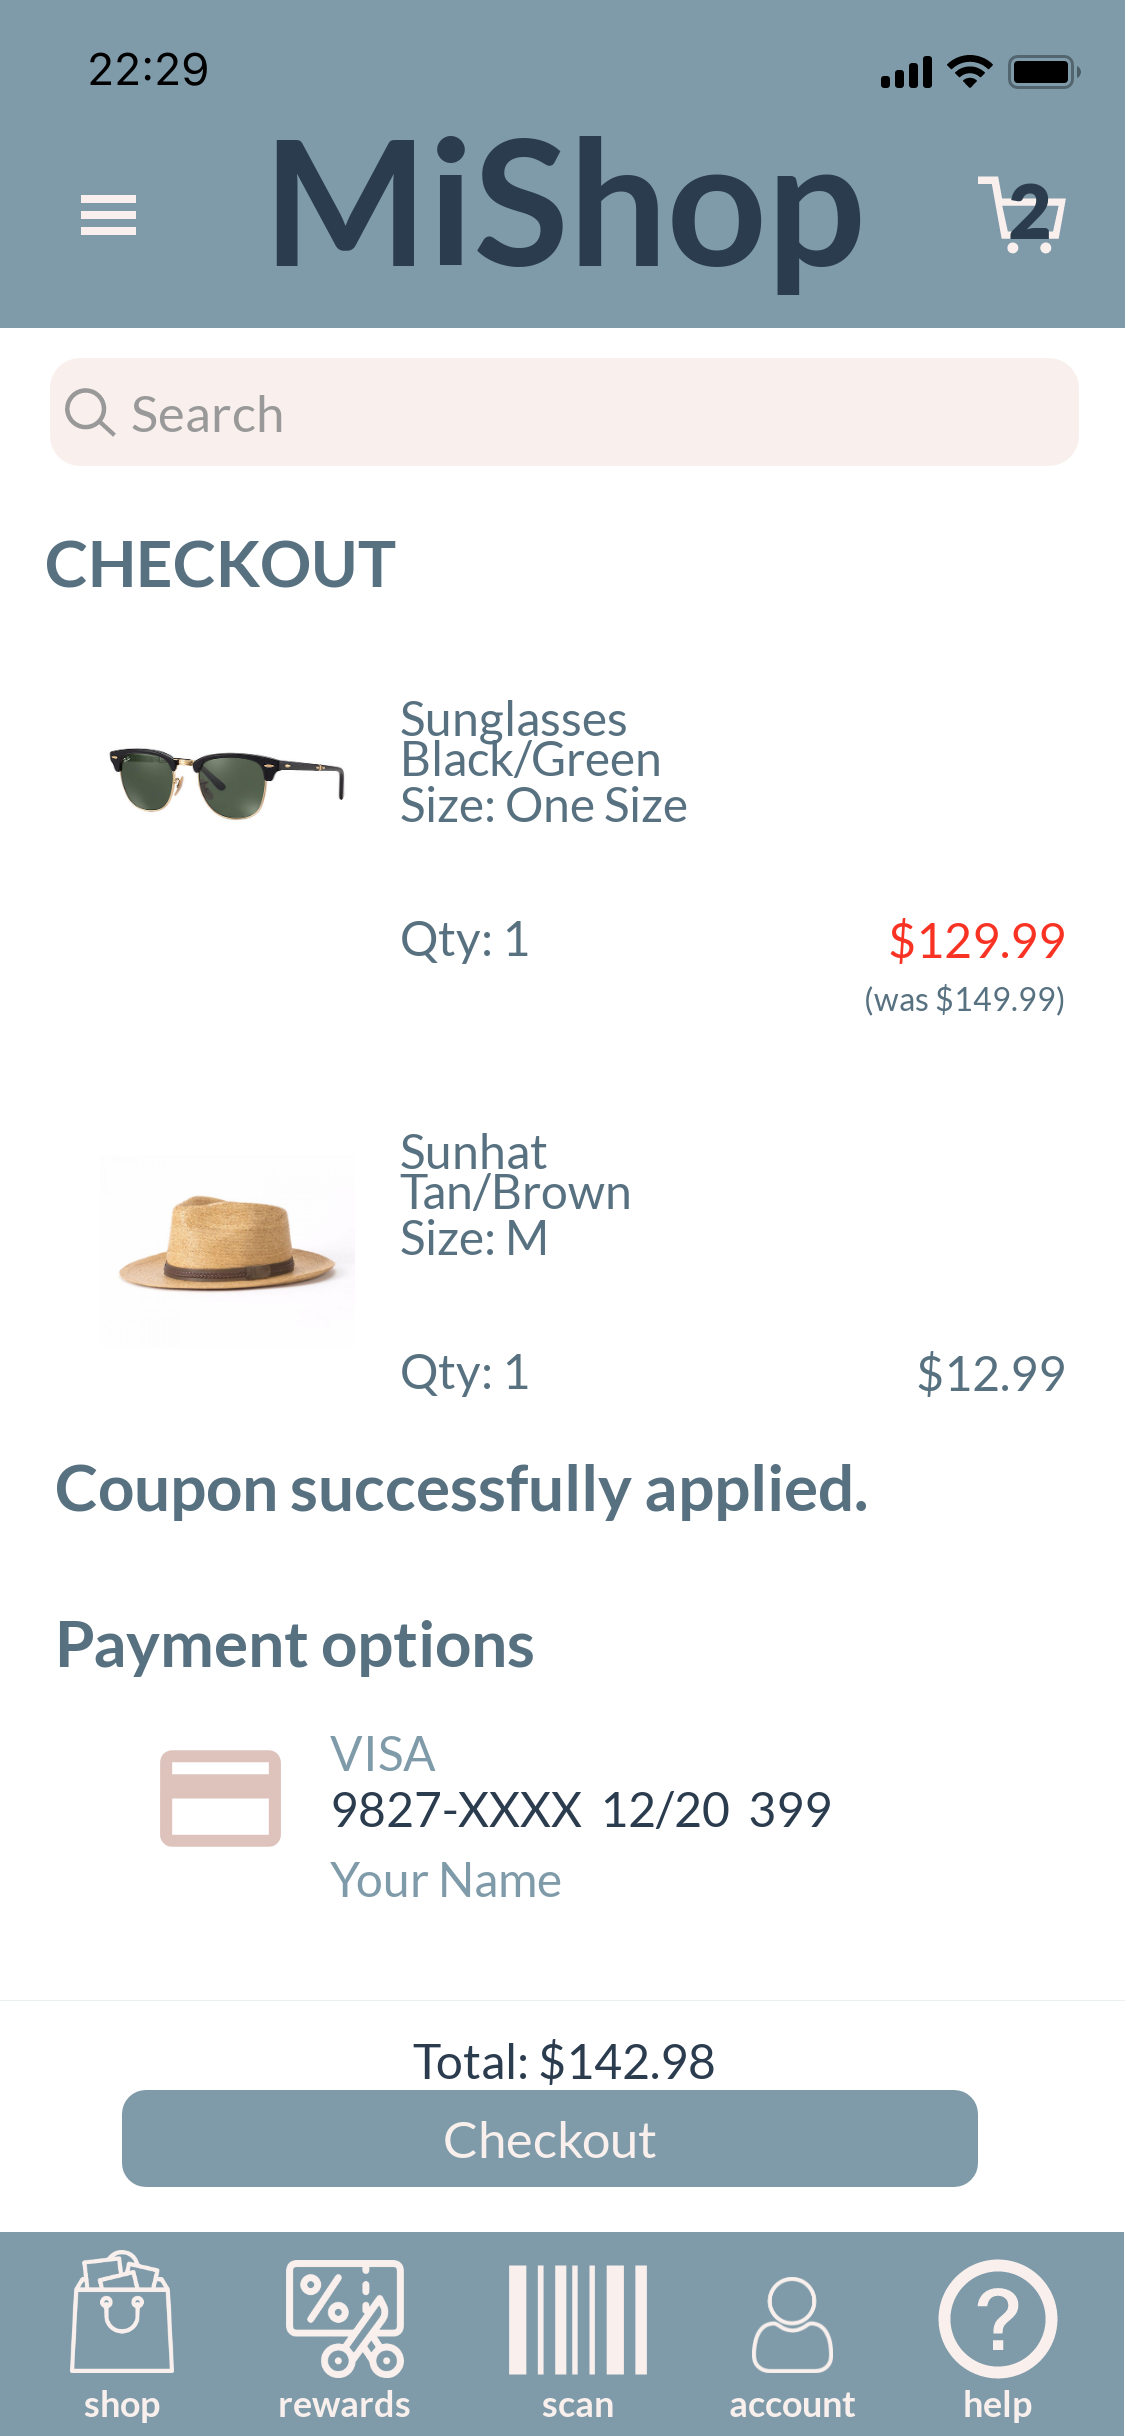 22:29
MiShop
2
Search
CHECKOUT
Sunglasses
Black/Green
Size: One Size
Qty: 1
$129.99
(was $149.99)
Sunhat
Tan/Brown
Size: M
Qty: 1
$12.99
Coupon successfully applied.
Payment options
VISA
9827-XXXX 12/20 399
Your Name
Total: $142.98
Checkout
shop
rewards
scan
account
help